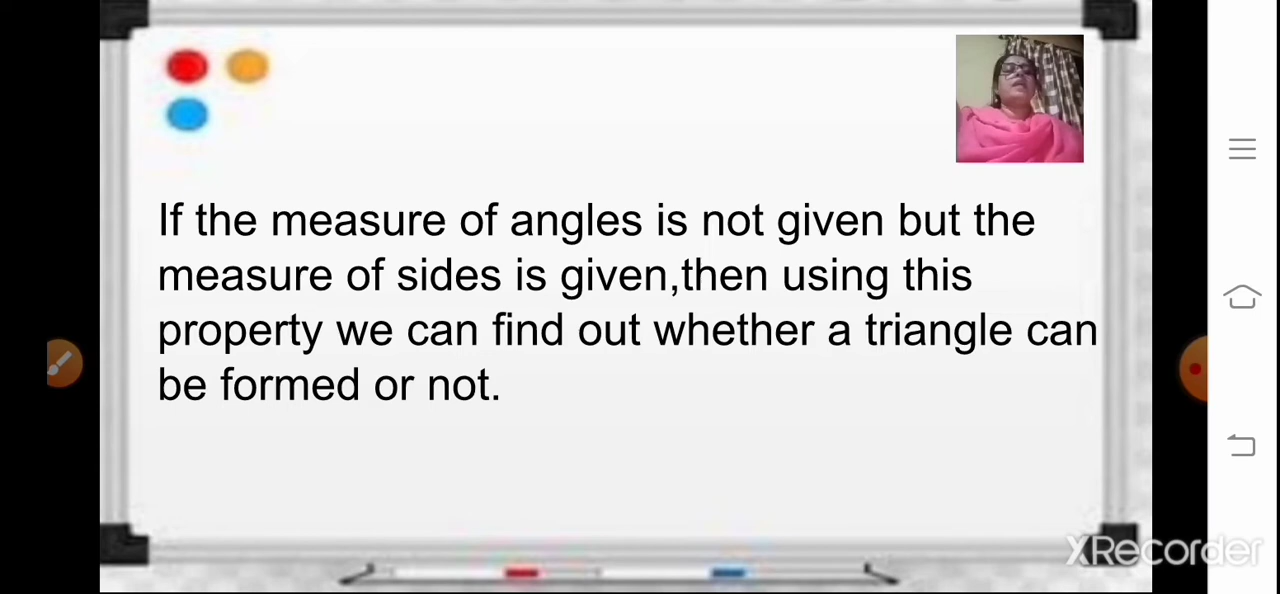 If the measure of angles is not given but the
measure of sides is given,then using this
property we can find out whether a triangle can
be formed or not.
XRecorder